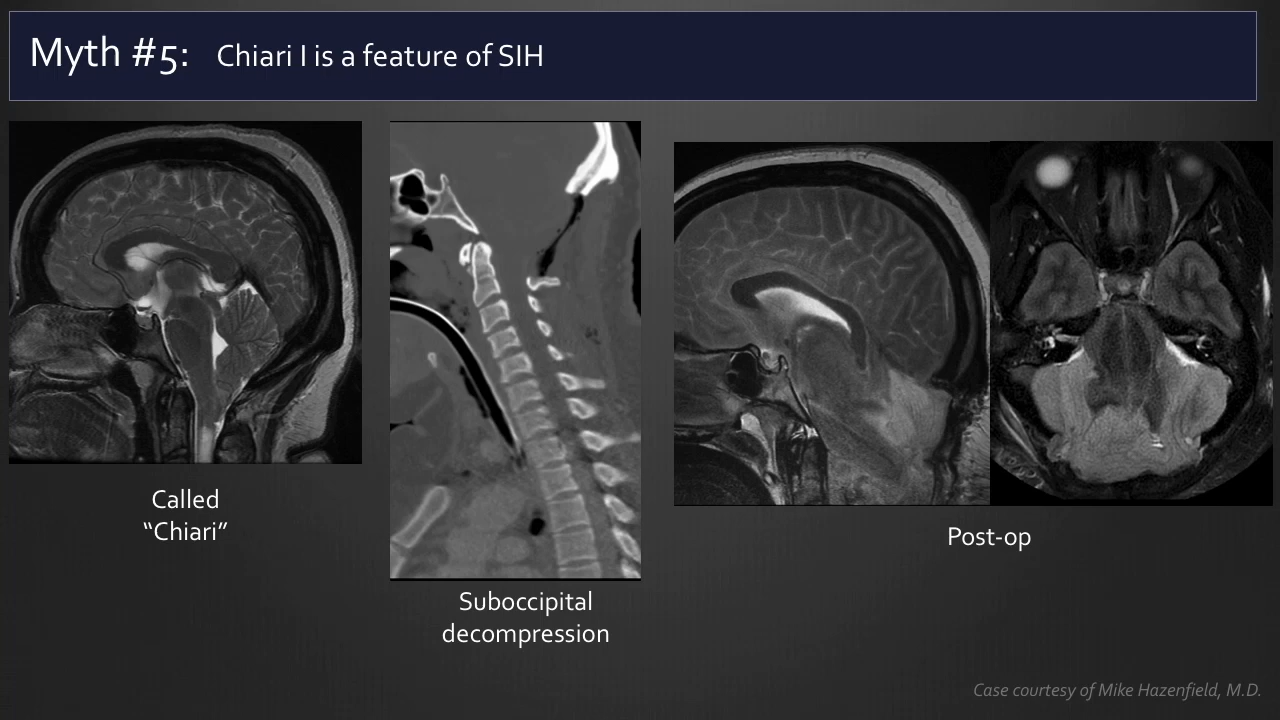 Myth #5: Chiari I is a feature of SIH
Called
“Chiari”
Suboccipital
decompression
Post-op
Case courtesy of Mike Hazenfield, M.D.